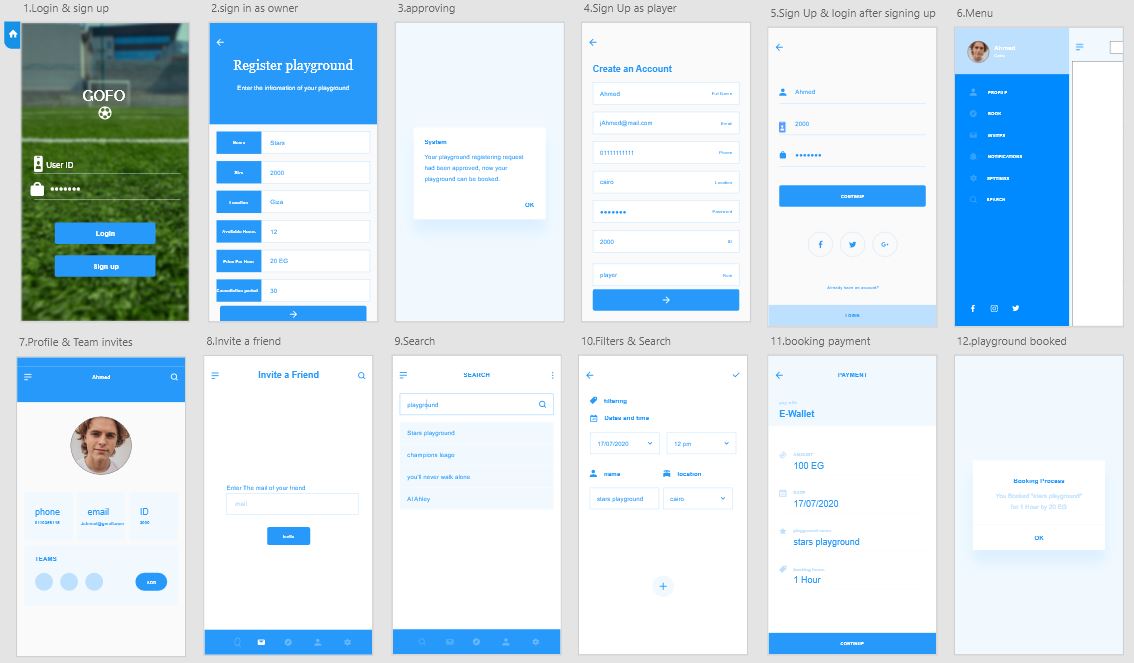 1.Login & sign up
GOFO
User ID
Login
Sign up
2.sign in as owner
Register playground
Enter the infromation of your playground
Name
Stars
Size
2000
Location
Giza
Available Hours
12
Price Per Hour
20 EG
Cancellation period
30
3.approving
System
Your playground registering request
had been approved, now your
playground can be booked.
OK
4.Sign Up as player
Create an Account
Ahmed
Full Name
jAhmed@mail.com
Email
01111111111
Phone
cairo
Location
Password
2000
ID
player
Role
5.Sign Up & login after signing up
Ahmed
2000
CONTINUE
Already have an account?
LOGIN
6.Menu
Ahmed
PROFILE
BOOK
INVITES
NOTIFICATIONS
SETTINGS
SEARCH
7.Profile & Team invites
Ahmed
phone
email
ID
2000
TEAMS
ADD
8.Invite a friend
Invite a Friend
Enter The mail of your friend
mail
Invite
9.Search
SEARCH
playground
Stars playground
champions leago
you'll never walk alone
Al Ahley
10.Filters & Search
filtering
Dates and time
17/07/2020
12 pm
name
location
stars playground
cairo
11.booking payment
PAYMENT
pay with
E-Wallet
AMOUNT
100 EG
DATE
17/07/2020
playground name
stars playground
booking hours
1 Hour
CONTINUE
12.playground booked
Booking Process
You Booked "stars playground"
for 1 Hour by 20 EG
OK